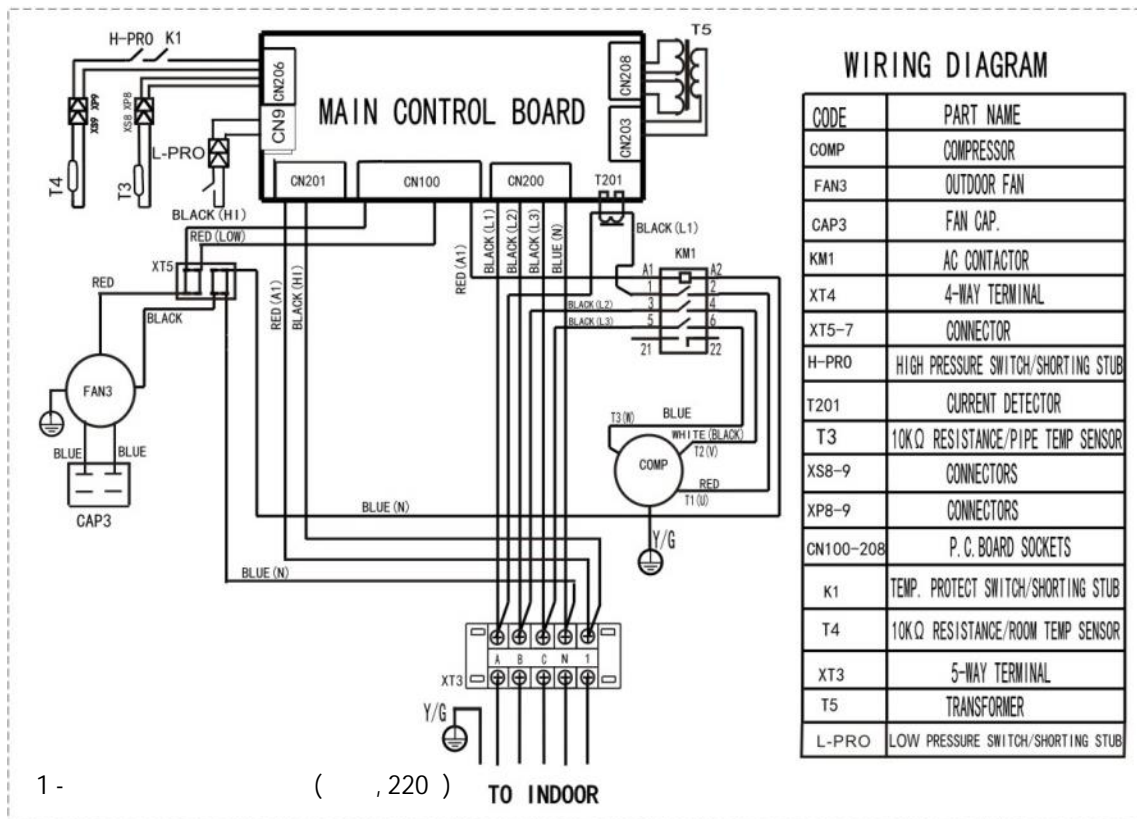 H-PRO K1
CN206
CN9
MAIN CONTROL BOARD
CN208
CN203
T5
XP9
XS9
XP8
XS8
L-PRO
T4
T3
CN201
CN100
CN200
T201
BLACK(HI)
RED(LOW)
XT5
RED
BLACK
RED(A1)
BLACK(HI)
RED(A1)
BLACK(L1)
BLACK(L2)
BLACK(L3)
BLUE(N)
BLACK(L1)
KM1
A1 A2
1 2
3 4
5 6
21 22
BLACK(L2)
BLACK(L3)
FAN3
BLUE BLUE
CAP3
T3(W) BLUE
WHITE(BLACK)
T2(V)
COMP
RED
T1(U)
Y/G
BLUE(N)
BLUE(N)
A B C N 1
XT3
Y/G
TO INDOOR
1 - ( ,220 )
WIRING DIAGRAM
CODE PART NAME
COMP COMPRESSOR
FAN3 OUTDOOR FAN
CAP3 FAN CAP.
KM1 AC CONTACTOR
XT4 4-WAY TERMINAL
XT5-7 CONNECTOR
H-PRO HIGH PRESSURE SWITCH/SHORTING STUB
T201 CURRENT DETECTOR
T3 10KΩ RESISTANCE/PIPE TEMP SENSOR
XS8-9 CONNECTORS
XP8-9 CONNECTORS
CN100-208 P.C.BOARD SOCKETS
K1 TEMP. PROTECT SWITCH/SHORTING STUB
T4 10KΩ RESISTANCE/ROOM TEMP SENSOR
XT3 5-WAY TERMINAL
T5 TRANSFORMER
L-PRO LOW PRESSURE SWITCH/SHORTING STUB